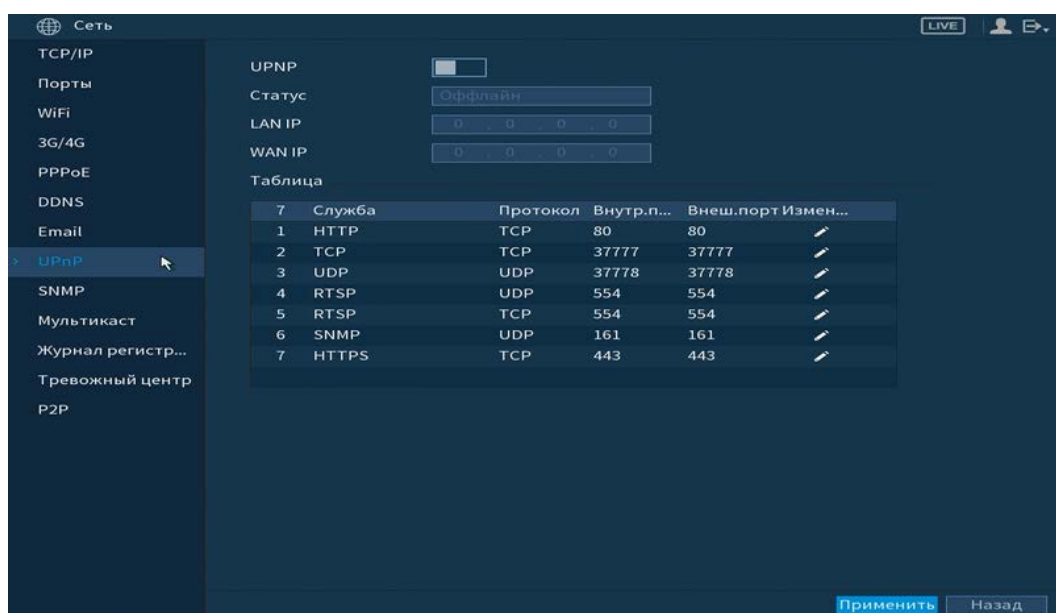 Сеть
LIVE
TCP/IP
Порты
WiFi
3G/4G
PPPoE
DDNS
Email
UPnP
SNMP
Мультикаст
Журнал регистр...
Тревожный центр
P2P
UPNP
Статус Оффлайн
LAN IP 0 . 0 . 0 . 0
WAN IP 0 . 0 . 0 . 0
Таблица
7 Служба Протокол Внутр.п... Внеш.порт Измен...
1 HTTP TCP 80 80
2 TCP TCP 37777 37777
3 UDP UDP 37778 37778
4 RTSP UDP 554 554
5 RTSP TCP 554 554
6 SNMP UDP 161 161
7 HTTPS TCP 443 443
Применить Назад